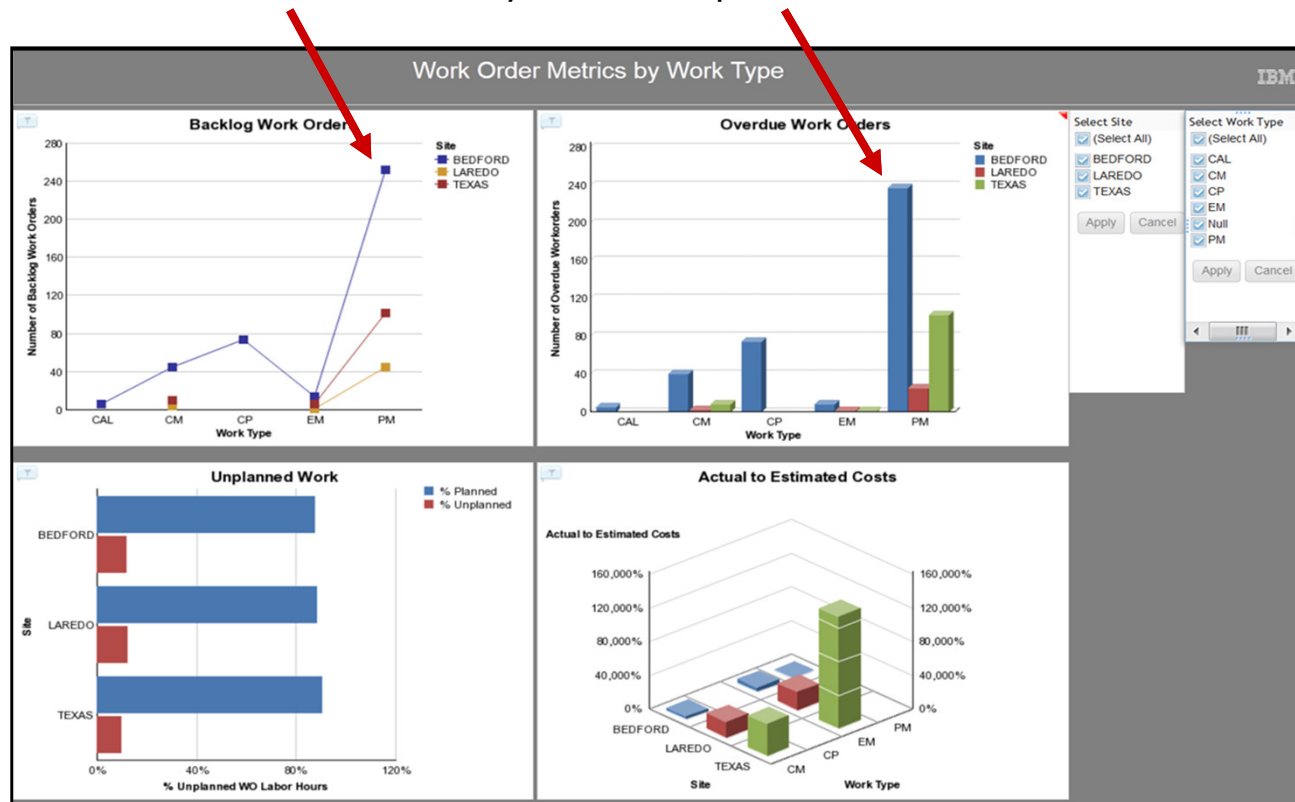 Work Order Metrics by Work Type
IBM
Backlog Work Orders
280
240
200
160
120
80
40
0
Number of Backlog Work Orders
CAL CM CP EM PM
Work Type
Site
BEDFORD
LAREDO
TEXAS
Overdue Work Orders
280
240
200
160
120
80
40
0
Number of Overdue Workorders
CAL CM CP EM PM
Work Type
Site
BEDFORD
LAREDO
TEXAS
Select Site
(Select All)
BEDFORD
LAREDO
TEXAS
Apply Cancel
Select Work Type
(Select All)
CAL
CM
CP
EM
Null
PM
Apply Cancel
Unplanned Work
% Planned
% Unplanned
BEDFORD
LAREDO
TEXAS
Site
0% 40% 80% 120%
% Unplanned WO Labor Hours
Actual to Estimated Costs
Actual to Estimated Costs
160,000% 160,000%
120,000% 120,000%
80,000% 80,000%
40,000% 40,000%
0% 0%
BEDFORD
LAREDO
TEXAS
CM
CP
EM
PM
Site Work Type